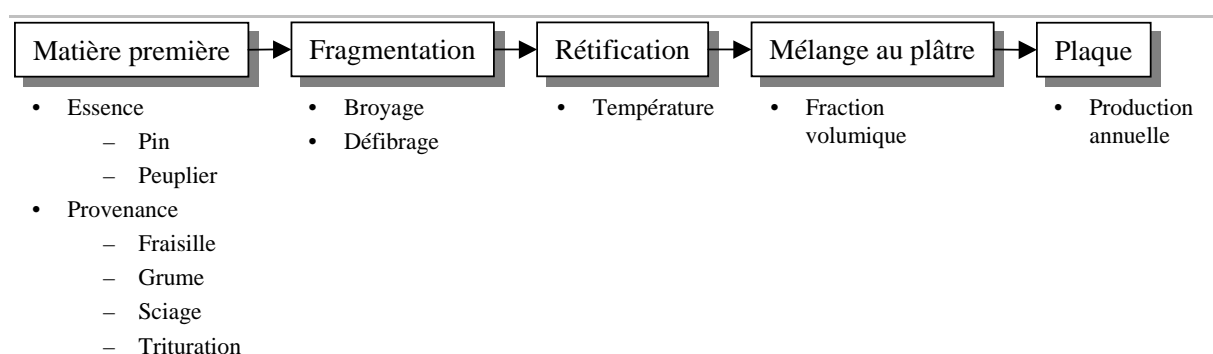 Matière première
Fragmentation
Rétification
Mélange au plâtre
Plaque
• Essence
– Pin
– Peuplier
• Provenance
– Fraisille
– Grume
– Sciage
– Trituration
• Broyage
• Défibrage
• Température
• Fraction
volumique
• Production
annuelle